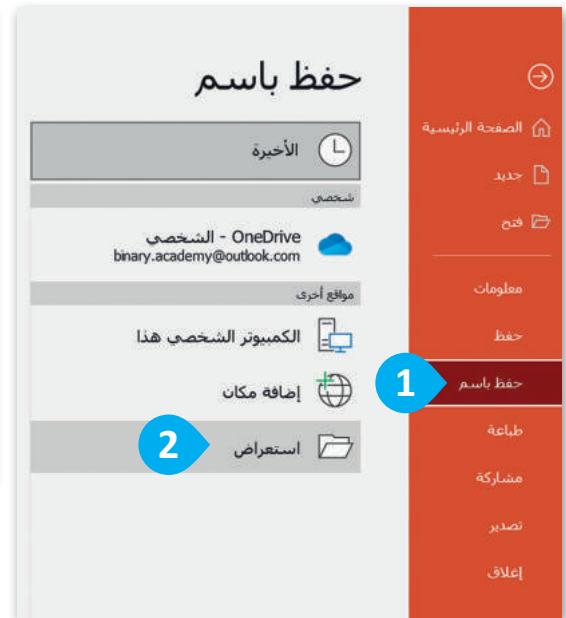 الصفحة الرئيسية
جديد
فتح
معلومات
حفظ
1
حفظ باسم
طباعة
مشاركة
تصدير
إغلاق
حفظ باسم
الأخيرة
شخصي
OneDrive - الشخصي
binary.academy@outlook.com
مواقع أخرى
الكمبيوتر الشخصي هذا
إضافة مكان
استعراض
2